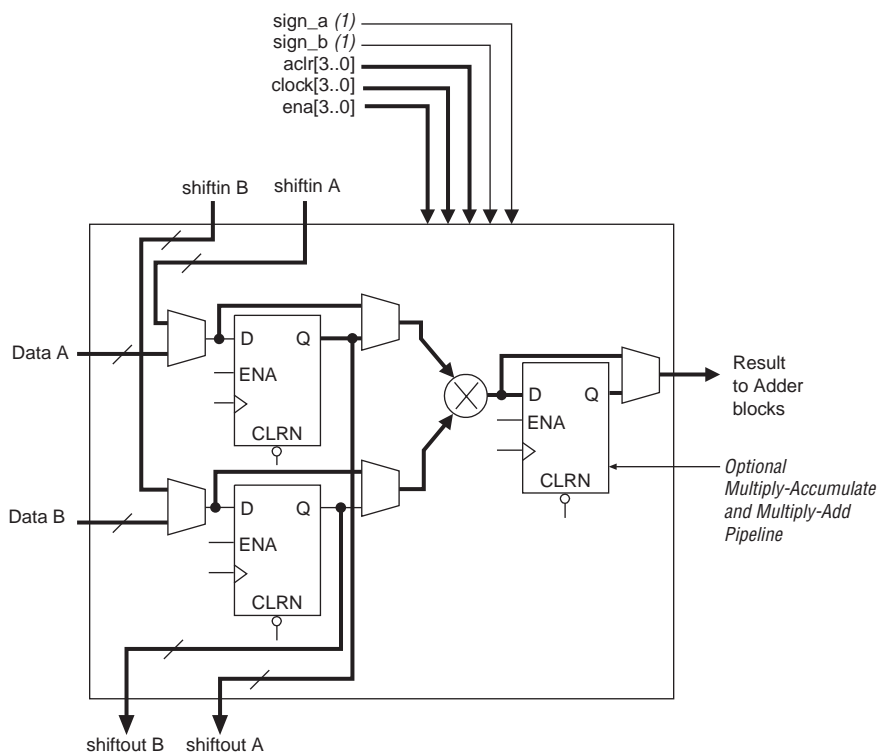 sign_a (1)
sign_b (1)
aclr[3..0]
clock[3..0]
ena[3..0]
shiftin B
shiftin A
Data A
D
Q
ENA
CLRN
Data B
D
Q
ENA
CLRN
D
Q
ENA
CLRN
Result
to Adder
blocks
Optional
Multiply-Accumulate
and Multiply-Add
Pipeline
shiftout B
shiftout A